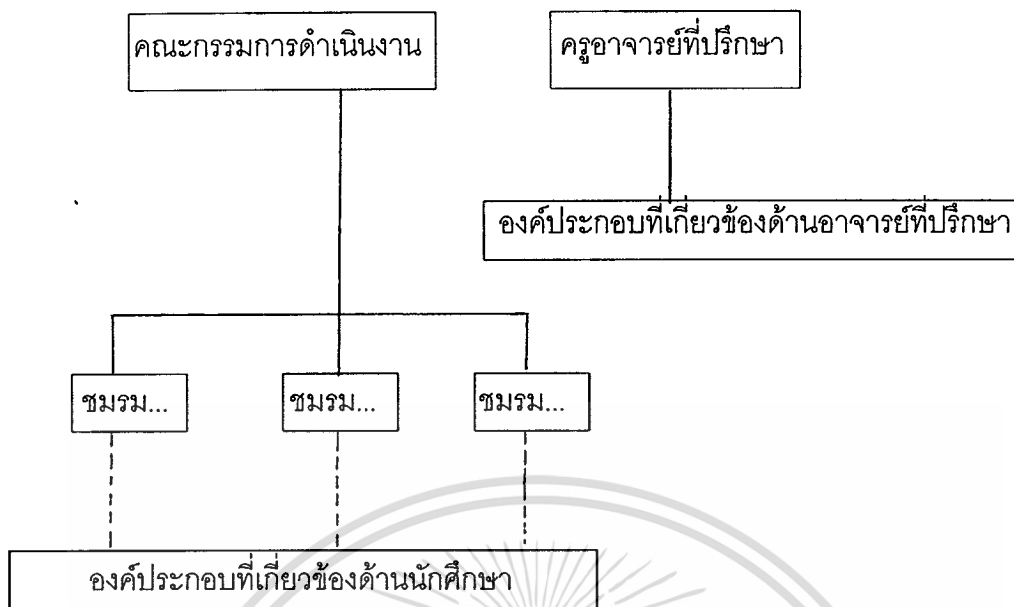 คณะกรรมการดำเนินงาน
ครูอาจารย์ที่ปรึกษา
องค์ประกอบที่เกี่ยวข้องด้านอาจารย์ที่ปรึกษา
ชมรม...
ชมรม...
ชมรม...
องค์ประกอบที่เกี่ยวข้องด้านนักศึกษา